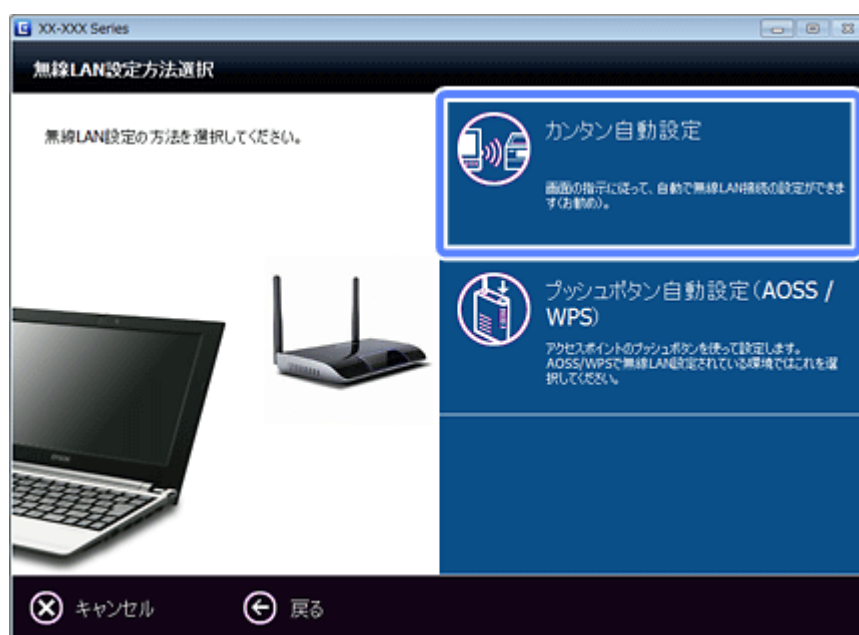 XX-XXX Series
無線LAN設定方法選択
無線LAN設定の方法を選択してください。
カンタン自動設定
画面の指示に従って、自動で無線LAN接続の設定ができま
す(お勧め)。
プッシュボタン自動設定(AOSS /
WPS)
アクセスポイントのプッシュボタンを使って設定します。
AOSS/WPSで無線LAN設定されている環境ではこれを選
択してください。
EPSON
キャンセル
戻る